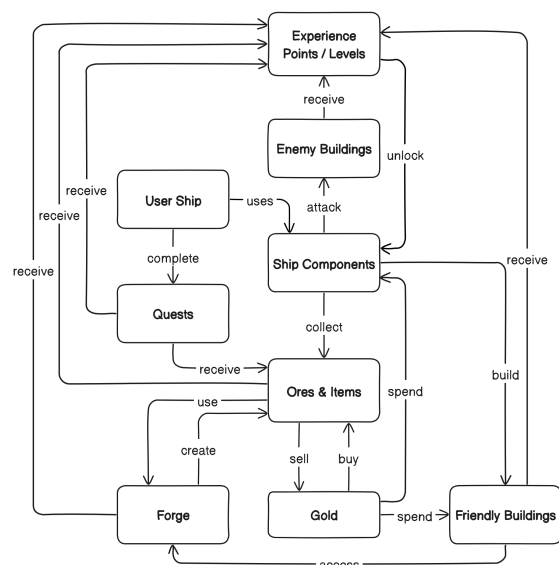 Experience
Points / Levels
receive
Enemy Buildings
unlock
receive
User Ship
uses
attack
receive
receive
complete
Ship Components
receive
Quests
collect
receive
build
Ores & Items
spend
use
create
sell
buy
Forge
Gold
spend
Friendly Buildings
access